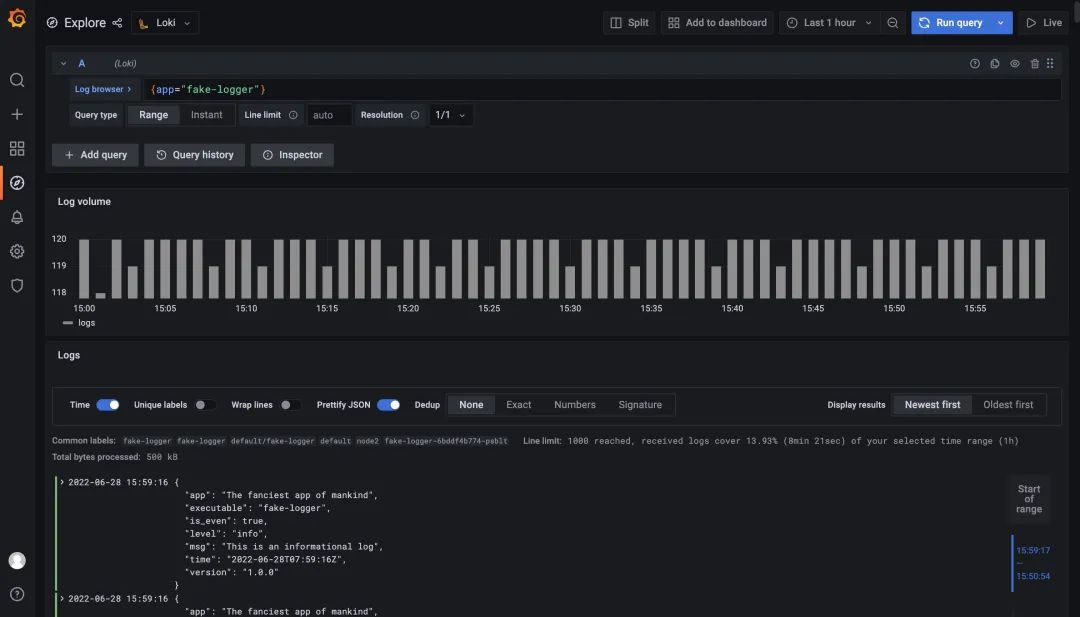 Explore Loki Split Add to dashboard Last 1 hour Run query Live
A (Loki)
Log browser › {app="fake-logger"}
Query type Range Instant Line limit auto Resolution 1/1
+ Add query Query history Inspector
Log volume
120
119
118
15:00 15:05 15:10 15:15 15:20 15:25 15:30 15:35 15:40 15:45 15:50 15:55
logs
Logs
Time Unique labels Wrap lines Prettify JSON Dedup None Exact Numbers Signature Display results Newest first Oldest first
Common labels: fake-logger fake-logger default/fake-logger default node2 fake-logger-6bddf4b774-psblt Line limit: 1000 reached, received logs cover 13.93% (8min 21sec) of your selected time range (1h)
Total bytes processed: 500 kB
> 2022-06-28 15:59:16 {
"app": "The fanciest app of mankind",
"executable": "fake-logger",
"is_even": true,
"level": "info",
"msg": "This is an informational log",
"time": "2022-06-28T07:59:16Z",
"version": "1.0.0"
}
> 2022-06-28 15:59:16 {
"app": "The fanciest app of mankind",
Start
of
range
15:59:17
—
15:50:54